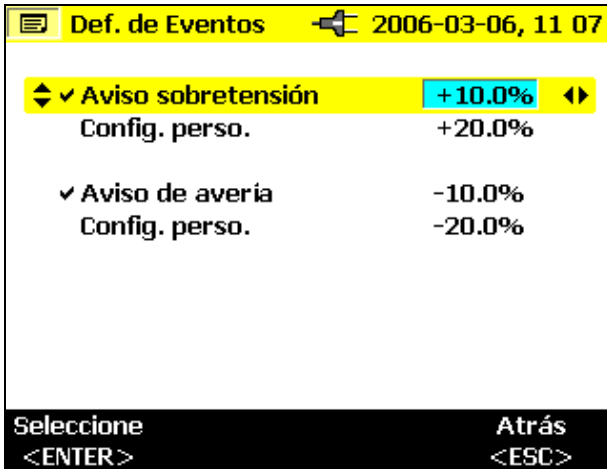 Def. de Eventos 2006-03-06, 11 07
✓ Aviso sobretensión +10.0%
Config. perso. +20.0%
✓ Aviso de avería -10.0%
Config. perso. -20.0%
Seleccione Atrás
<ENTER> <ESC>